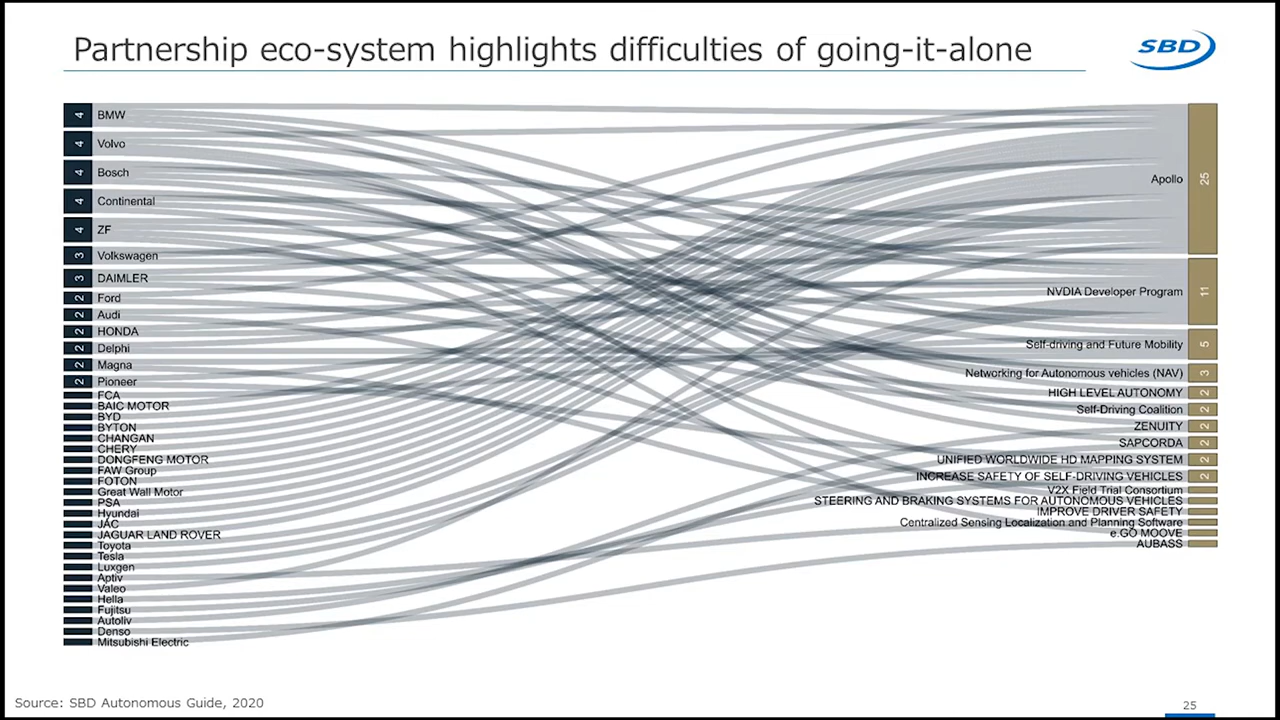 Partnership eco-system highlights difficulties of going-it-alone
SBD
4 BMW
4 Volvo
4 Bosch
4 Continental
4 ZF
3 Volkswagen
3 DAIMLER
2 Ford
2 Audi
2 HONDA
2 Delphi
2 Magna
2 Pioneer
FCA
BAIC MOTOR
BYD
BYTON
CHANGAN
CHERY
DONGFENG MOTOR
FAW Group
FOTON
Great Wall Motor
PSA
Hyundai
JAC
JAGUAR LAND ROVER
Toyota
Tesla
Luxgen
Aptiv
Valeo
Hella
Fujitsu
Autoliv
Denso
Mitsubishi Electric
Apollo 25
NVDIA Developer Program 11
Self-driving and Future Mobility 5
Networking for Autonomous vehicles (NAV) 3
HIGH LEVEL AUTONOMY 2
Self-Driving Coalition 2
ZENUITY 2
SAPCORDA 2
UNIFIED WORLDWIDE HD MAPPING SYSTEM 2
INCREASE SAFETY OF SELF-DRIVING VEHICLES 2
V2X Field Trial Consortium
STEERING AND BRAKING SYSTEMS FOR AUTONOMOUS VEHICLES
IMPROVE DRIVER SAFETY
Centralized Sensing Localization and Planning Software
e.GO MOOVE
AUBASS
Source: SBD Autonomous Guide, 2020
25